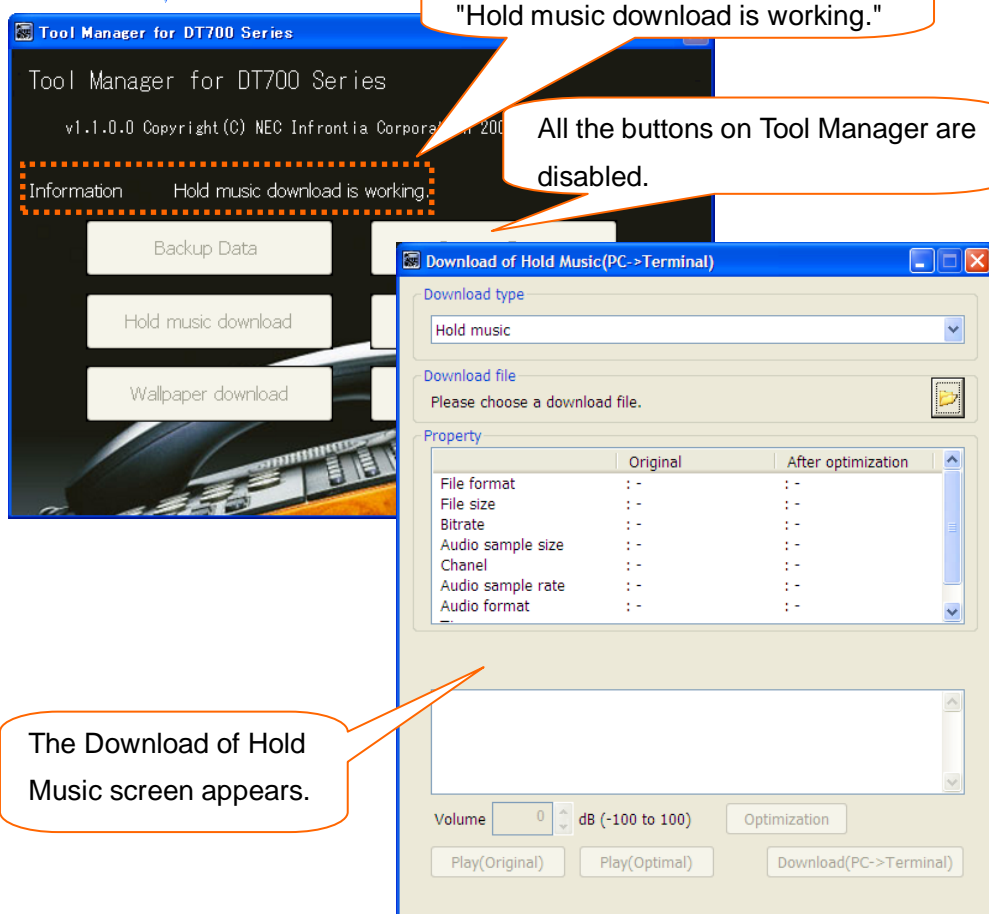 "Hold music download is working."
Tool Manager for DT700 Series
Tool Manager for DT700 Series
v1.1.0.0 Copyright(C) NEC Infrontia
All the buttons on Tool Manager are
disabled.
Information Hold music download is working.
Backup Data
Hold music download
Wallpaper download
Download of Hold Music(PC->Terminal)
Download type
Hold music
Download file
Please choose a download file.
Property
Original After optimization
File format : - : -
File size : - : -
Bitrate : - : -
Audio sample size : - : -
Chanel : - : -
Audio sample rate : - : -
Audio format : - : -
The Download of Hold
Music screen appears.
Volume 0 dB (-100 to 100) Optimization
Play(Original) Play(Optimal) Download(PC->Terminal)